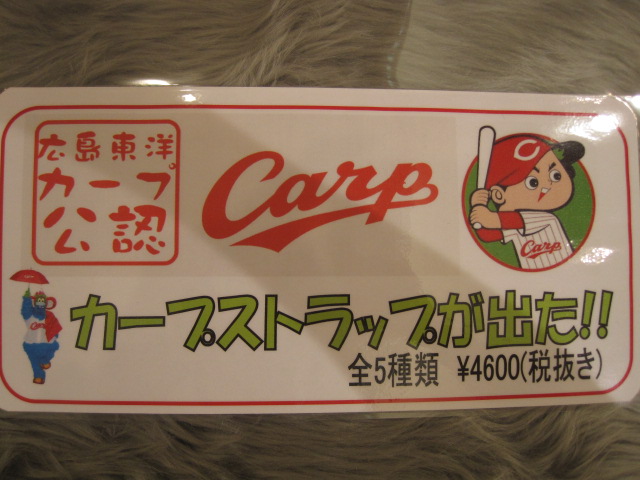 広島東洋
カープ
公認
Carp
C
Carp
カープストラップが出た!!
全5種類 ¥4600(税抜き)